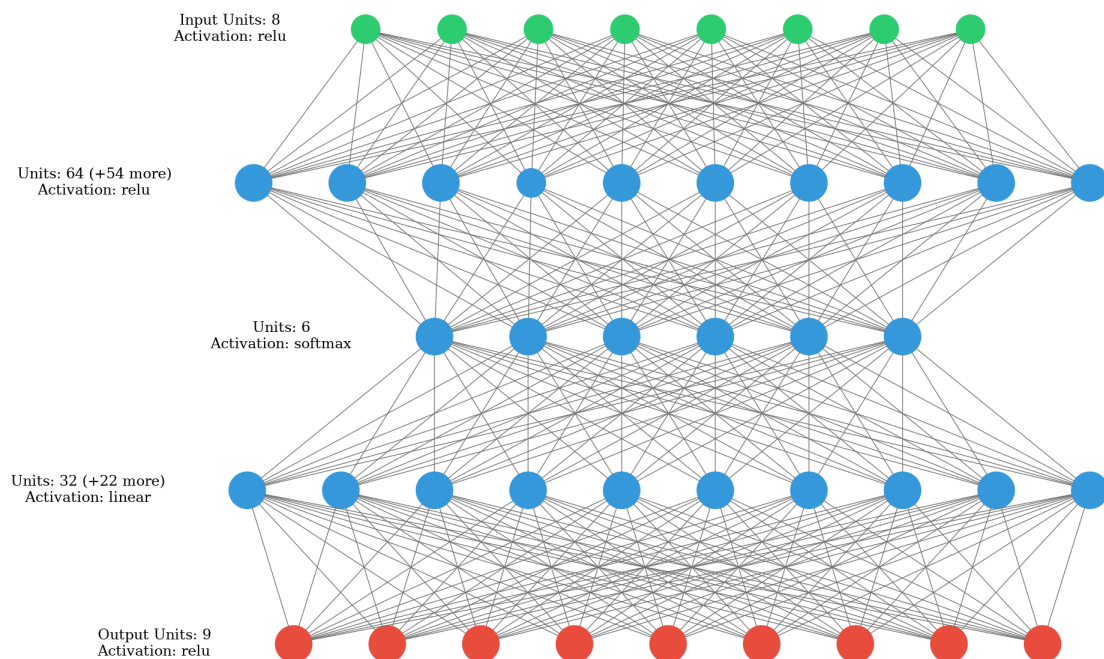 Input Units: 8
Activation: relu
Units: 64 (+54 more)
Activation: relu
Units: 6
Activation: softmax
Units: 32 (+22 more)
Activation: linear
Output Units: 9
Activation: relu